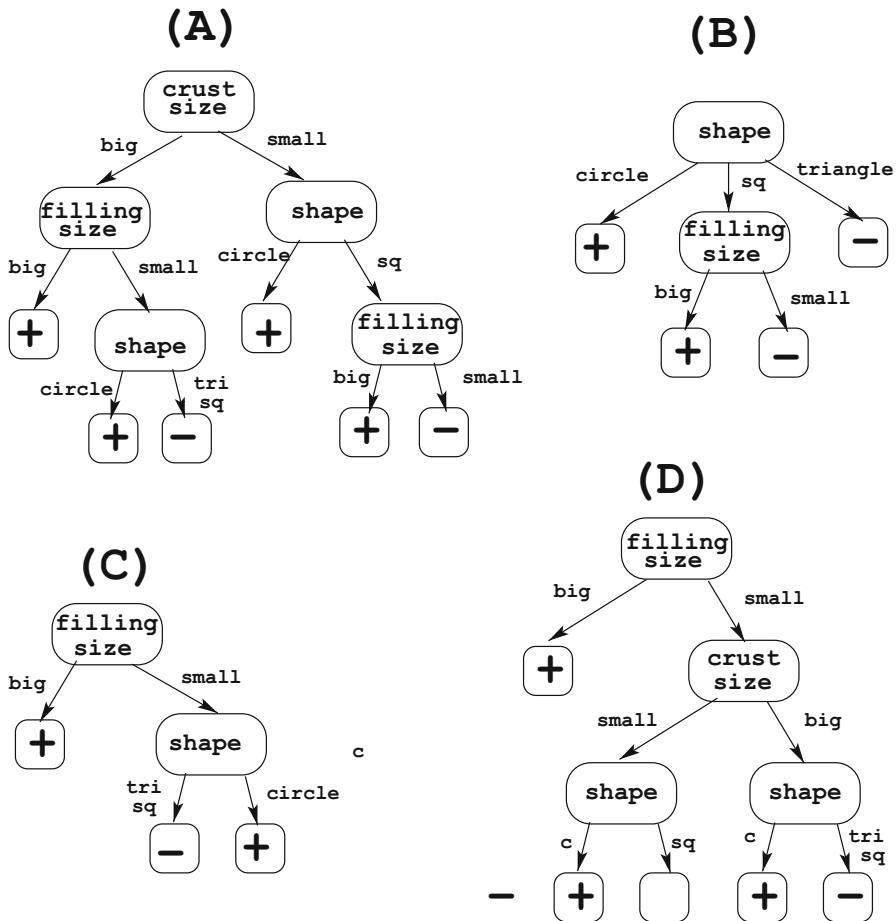 (A)
crust
size
big
small
filling
size
shape
big
small
circle
sq
+
shape
+
filling
size
circle
tri
sq
big
small
+
−
+
−
(B)
shape
circle
sq
triangle
+
filling
size
−
big
small
+
−
(C)
filling
size
big
small
+
shape
c
tri
sq
circle
−
+
(D)
filling
size
big
small
+
crust
size
small
big
shape
shape
c
sq
c
tri
sq
−
+
+
−